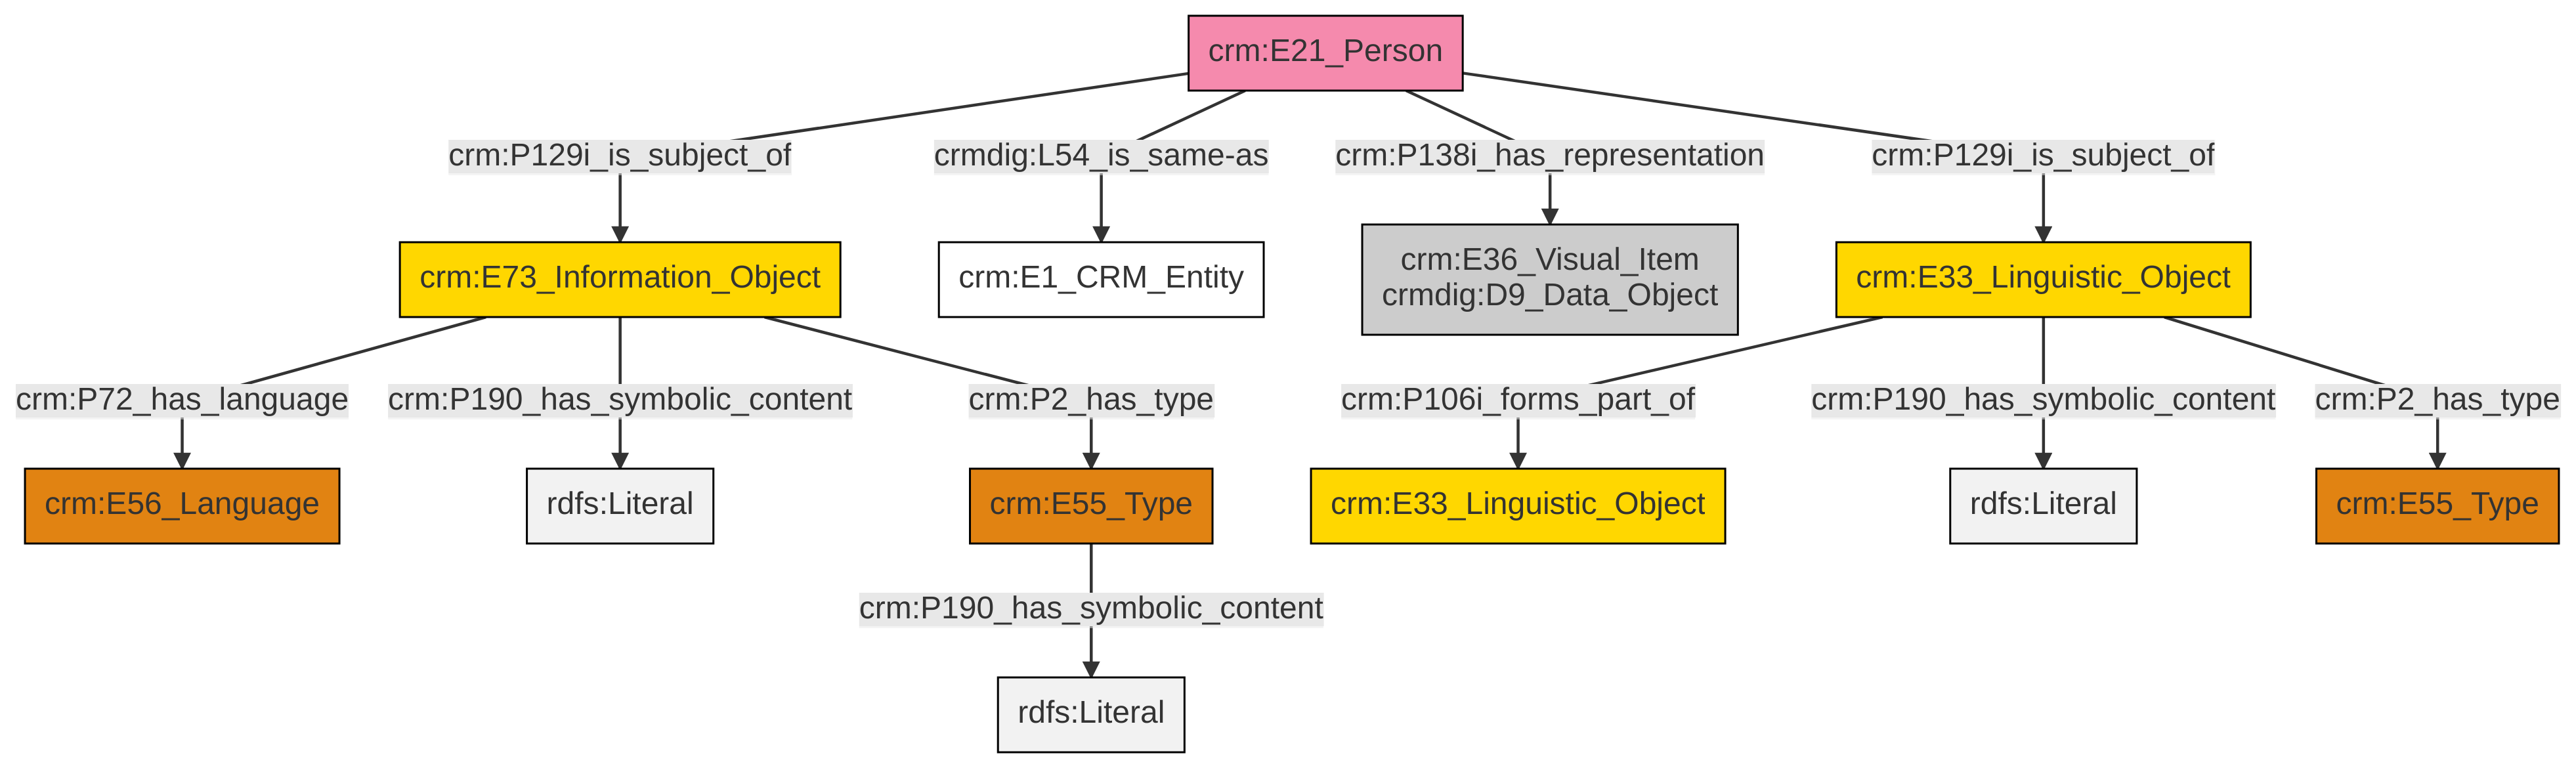 crm:E21_Person
crm:P129i_is_subject_of
crmdig:L54_is_same-as
crm:P138i_has_representation
crm:P129i_is_subject_of
crm:E73_Information_Object
crm:E1_CRM_Entity
crm:E36_Visual_Item
crmdig:D9_Data_Object
crm:E33_Linguistic_Object
crm:P72_has_language
crm:P190_has_symbolic_content
crm:P2_has_type
crm:P106i_forms_part_of
crm:P190_has_symbolic_content
crm:P2_has_type
crm:E56_Language
rdfs:Literal
crm:E55_Type
crm:E33_Linguistic_Object
rdfs:Literal
crm:E55_Type
crm:P190_has_symbolic_content
rdfs:Literal